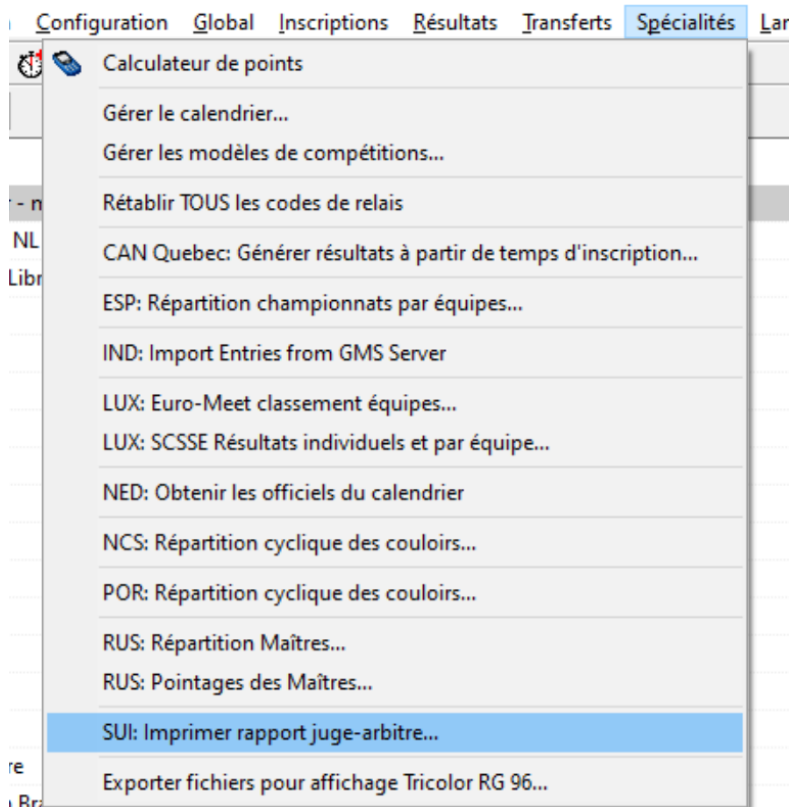 Configuration Global Inscriptions Résultats Transferts Spécialités Lar
Calculateur de points
Gérer le calendrier...
Gérer les modèles de compétitions...
Rétablir TOUS les codes de relais
- n
CAN Quebec: Générer résultats à partir de temps d'inscription...
NL
Libr
ESP: Répartition championnats par équipes...
IND: Import Entries from GMS Server
LUX: Euro-Meet classement équipes...
LUX: SCSSE Résultats individuels et par équipe...
NED: Obtenir les officiels du calendrier
NCS: Répartition cyclique des couloirs...
POR: Répartition cyclique des couloirs...
RUS: Répartition Maîtres...
RUS: Pointages des Maîtres...
SUI: Imprimer rapport juge-arbitre...
re
Exporter fichiers pour affichage Tricolor RG 96...